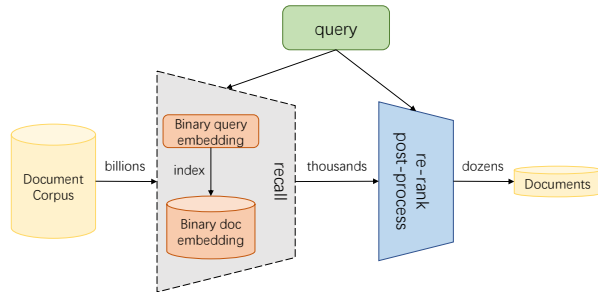 query
Document
Corpus
billions
Binary query
embedding
index
Binary doc
embedding
recall
thousands
re-rank
post-process
dozens
Documents